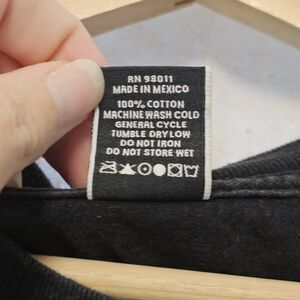 RN 98011
MADE IN MEXICO
100% COTTON
MACHINE WASH COLD
GENERAL CYCLE
TUMBLE DRY LOW
DO NOT IRON
DO NOT STORE WET